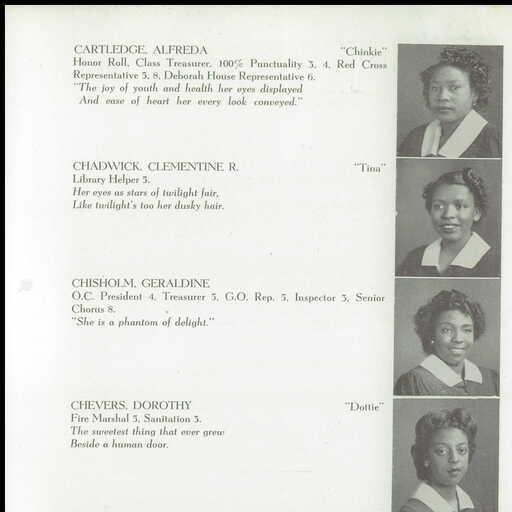 CARTLEDGE, ALFREDA "Chinkie"
Honor Roll, Class Treasurer, 100% Punctuality 3, 4, Red Cross
Representative 5, 8, Deborah House Representative 6.
"The joy of youth and health her eyes displayed
And ease of heart her every look conveyed."
CHADWICK, CLEMENTINE R. "Tina"
Library Helper 5.
Her eyes as stars of twilight fair,
Like twilight's too her dusky hair.
CHISHOLM, GERALDINE
O.C. President 4, Treasurer 5, G.O. Rep. 5, Inspector 3, Senior
Chorus 8.
"She is a phantom of delight."
CHEVERS, DOROTHY "Dottie"
Fire Marshal 5, Sanitation 3.
The sweetest thing that ever grew
Beside a human door.